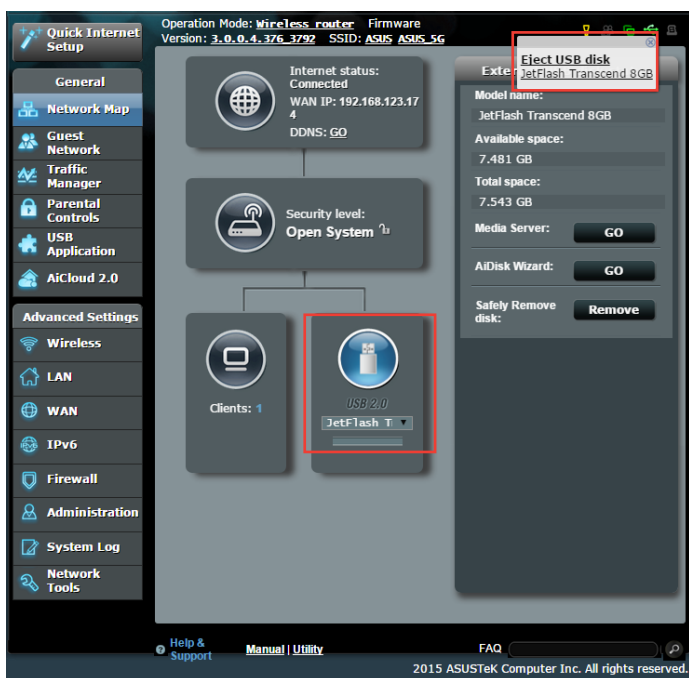 Quick Internet
Setup
Operation Mode: Wireless router Firmware
Version: 3.0.0.4.376_3792 SSID: ASUS ASUS_5G
Eject USB disk
JetFlash Transcend 8GB
General
Network Map
Guest
Network
Traffic
Manager
Parental
Controls
USB
Application
AiCloud 2.0
Advanced Settings
Wireless
LAN
WAN
IPv6
Firewall
Administration
System Log
Network
Tools
Internet status:
Connected
WAN IP: 192.168.123.17
4
DDNS: GO
Security level:
Open System
Clients: 1
USB 2.0
JetFlash T
Exter
Model name:
JetFlash Transcend 8GB
Available space:
7.481 GB
Total space:
7.543 GB
Media Server: GO
AiDisk Wizard: GO
Safely Remove
disk:
Remove
Help &
Support
Manual | Utility
FAQ
2015 ASUSTeK Computer Inc. All rights reserved.